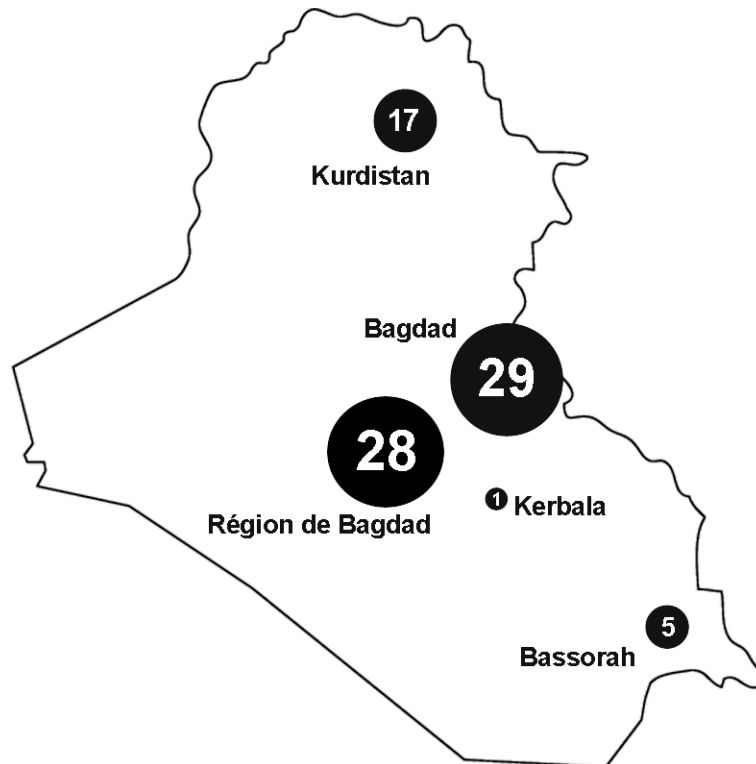 17
Kurdistan
Bagdad
29
28
Région de Bagdad
1
Kerbala
5
Bassorah